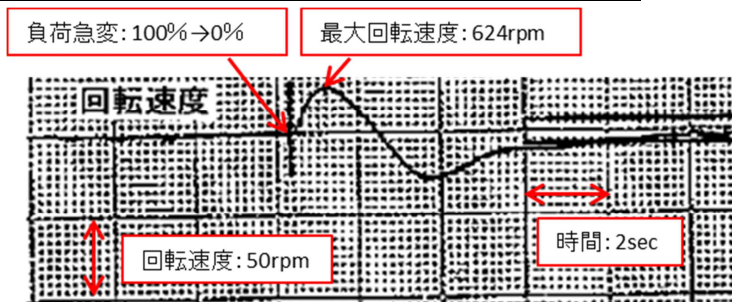 負荷急変：100％→0％
最大回転速度：624rpm
回転速度
回転速度：50rpm
時間：2sec